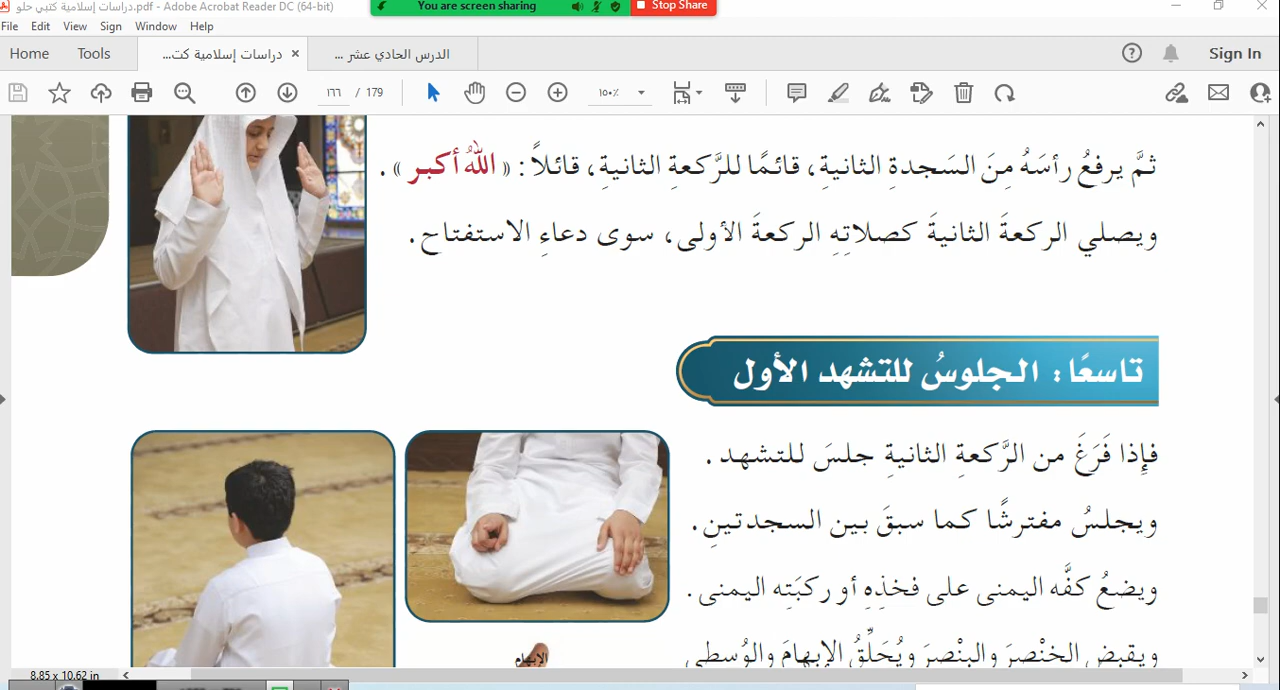 دراسات إسلامية كتبي حلو.pdf - Adobe Acrobat Reader DC (64-bit)
You are screen sharing
Stop Share
File Edit View Sign Window Help
Home Tools
دراسات إسلامية كت...
الدرس الحادي عشر ...
Sign In
١٦٦ / 179
١٥٠٪
ثمَّ يرفعُ رأسَهُ مِنَ السَجدةِ الثانيةِ، قائمًا للرَّكعةِ الثانيةِ، قائلاً: «اللهُ أكبر».
ويصلي الركعةَ الثانيةَ كصلاتِهِ الركعةَ الأولى، سوى دعاءِ الاستفتاح.
تاسعًا: الجلوسُ للتشهد الأول
فإِذا فَرَغَ من الرَّكعةِ الثانيةِ جلسَ للتشهد.
ويجلسُ مفترشًا كما سبقَ بين السجدتينِ.
ويضعُ كفَّه اليمنى على فخذِهِ أو ركبَتِه اليمنى.
ويقبض الخنْصرَ والبنْصرَ ويُحَلِّقُ الإبهامَ والوُسطى
الإبهام
8.85 x 10.62 in